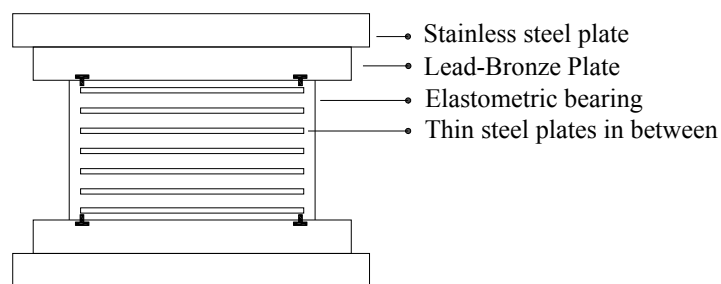 Stainless steel plate
Lead-Bronze Plate
Elastometric bearing
Thin steel plates in between